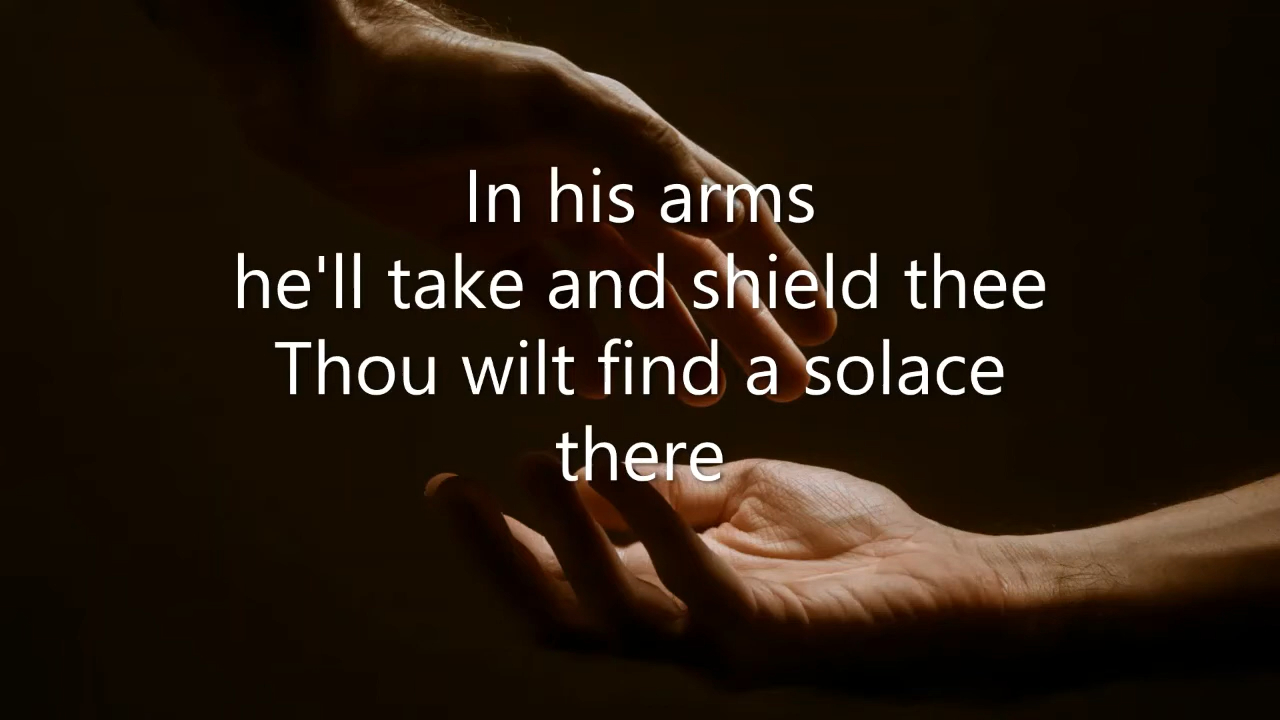 In his arms
he'll take and shield thee
Thou wilt find a solace
there